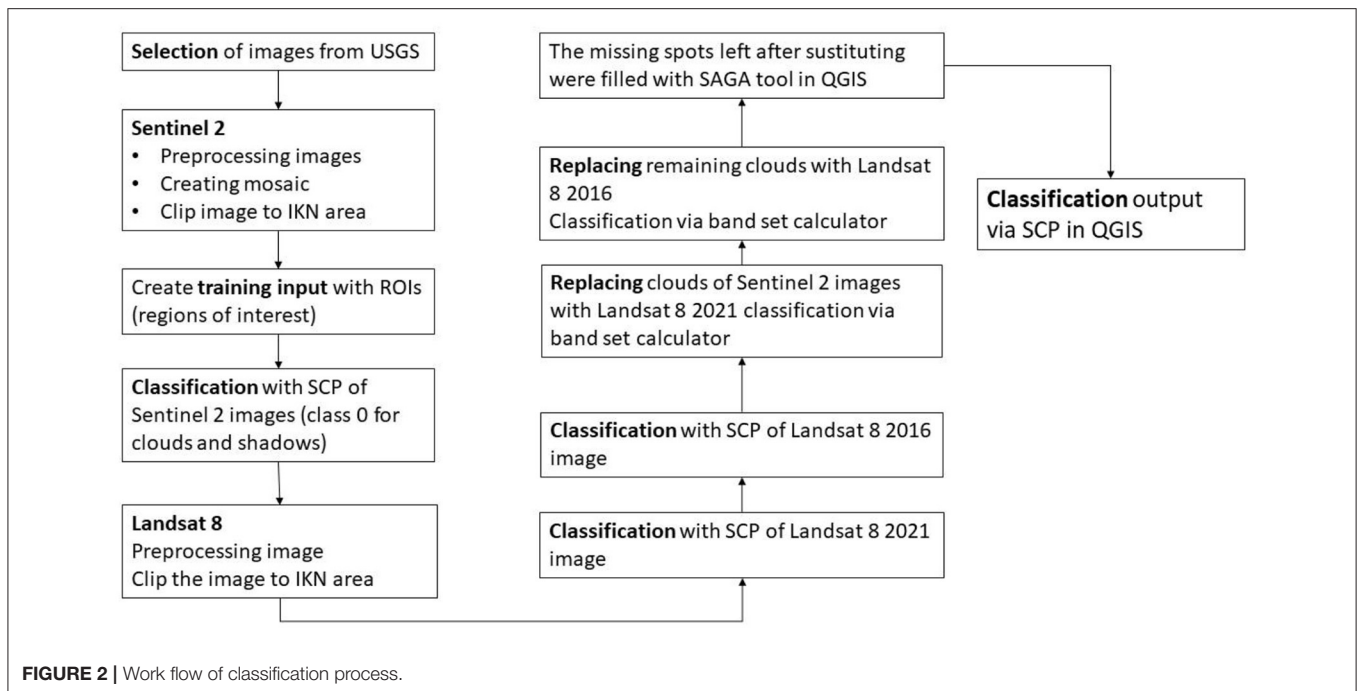 Selection of images from USGS
Sentinel 2
• Preprocessing images
• Creating mosaic
• Clip image to IKN area
Create training input with ROIs
(regions of interest)
Classification with SCP of
Sentinel 2 images (class 0 for
clouds and shadows)
Landsat 8
Preprocessing image
Clip the image to IKN area
Classification with SCP of Landsat 8 2021
image
Classification with SCP of Landsat 8 2016
image
Replacing clouds of Sentinel 2 images
with Landsat 8 2021 classification via
band set calculator
Replacing remaining clouds with Landsat
8 2016
Classification via band set calculator
The missing spots left after sustituting
were filled with SAGA tool in QGIS
Classification output
via SCP in QGIS
FIGURE 2 | Work flow of classification process.